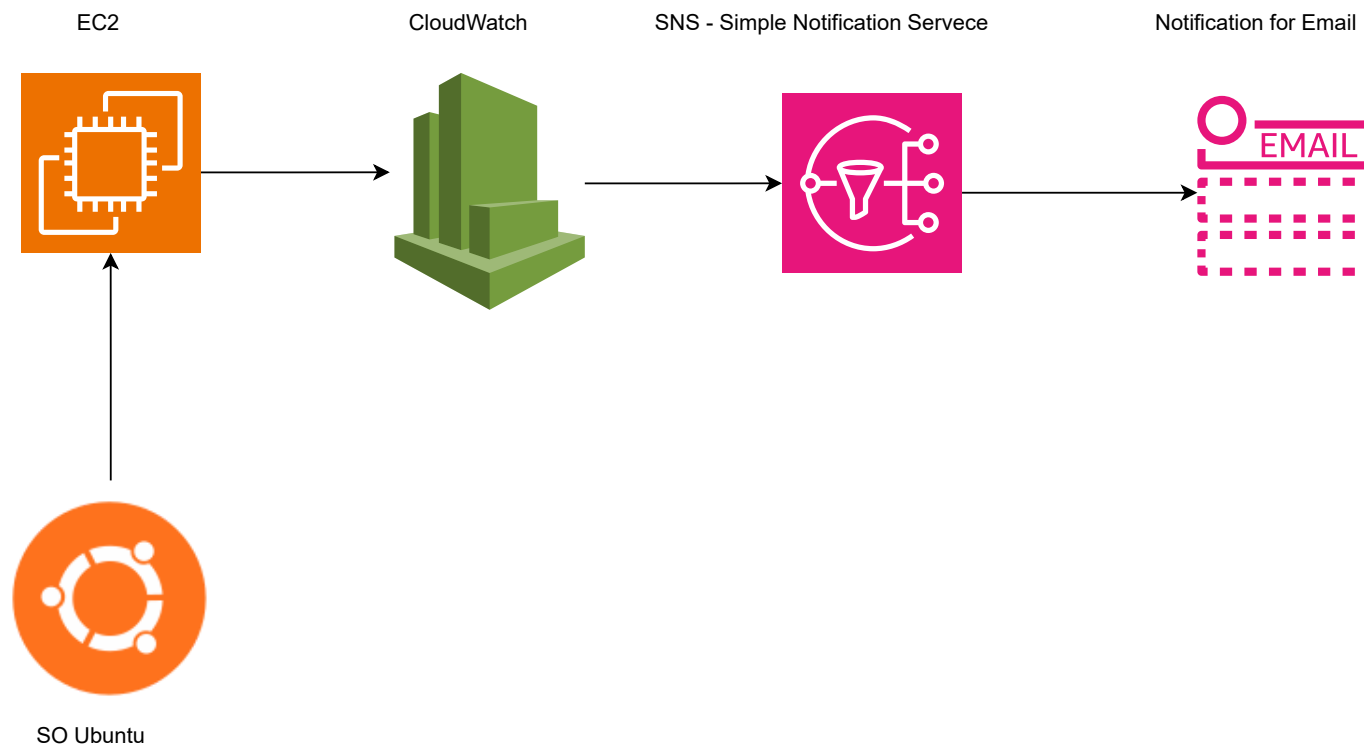 EC2
CloudWatch
SNS - Simple Notification Servece
Notification for Email
EMAIL
SO Ubuntu